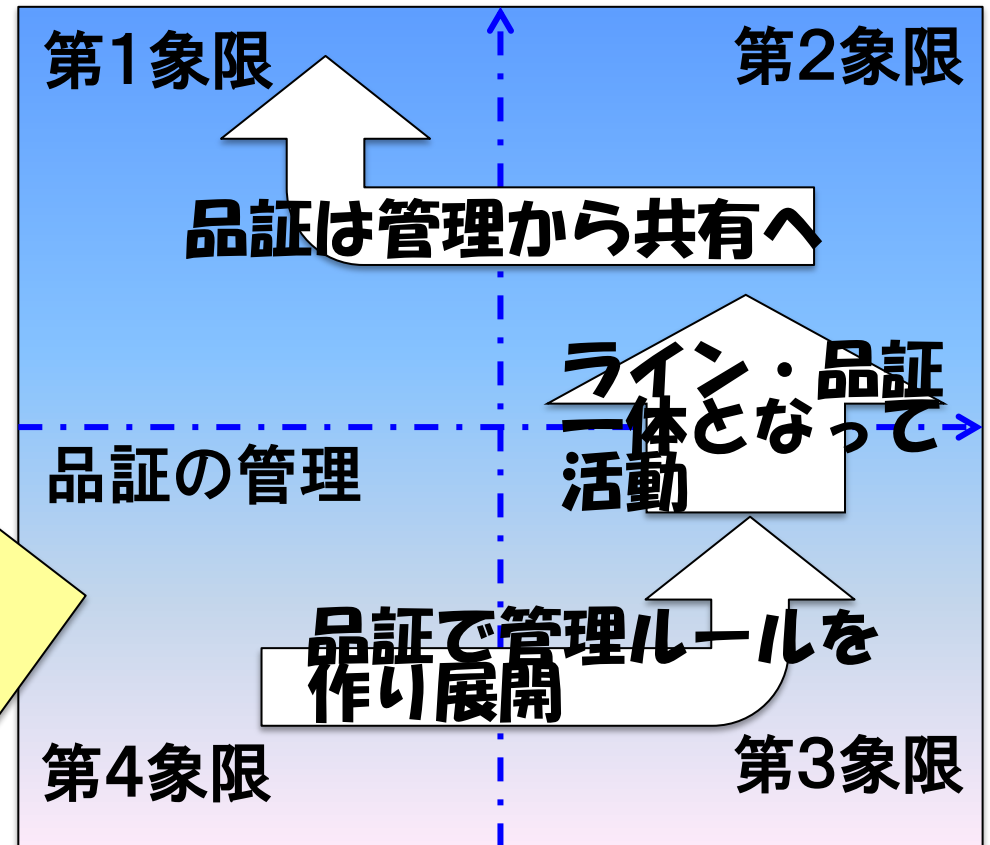 第1象限
第2象限
品証は管理から共有へ
ライン・品証
一体となって
活動
品証の管理
品証で管理ルールを
作り展開
第4象限
第3象限